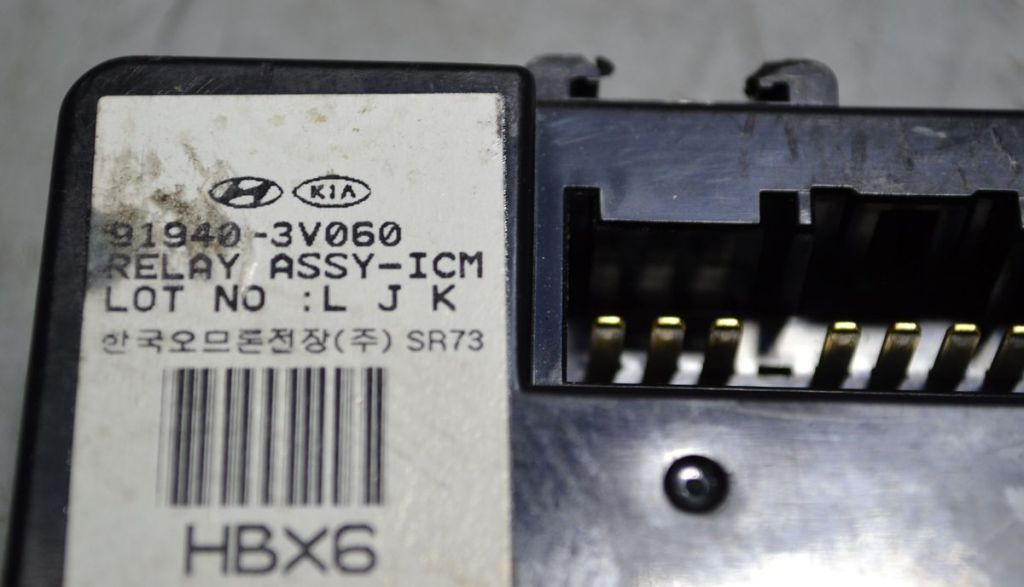 KIA
91940-3V060
RELAY ASSY-ICM
LOT NO :L J K
한국오므론전장(주) SR73
HBX6